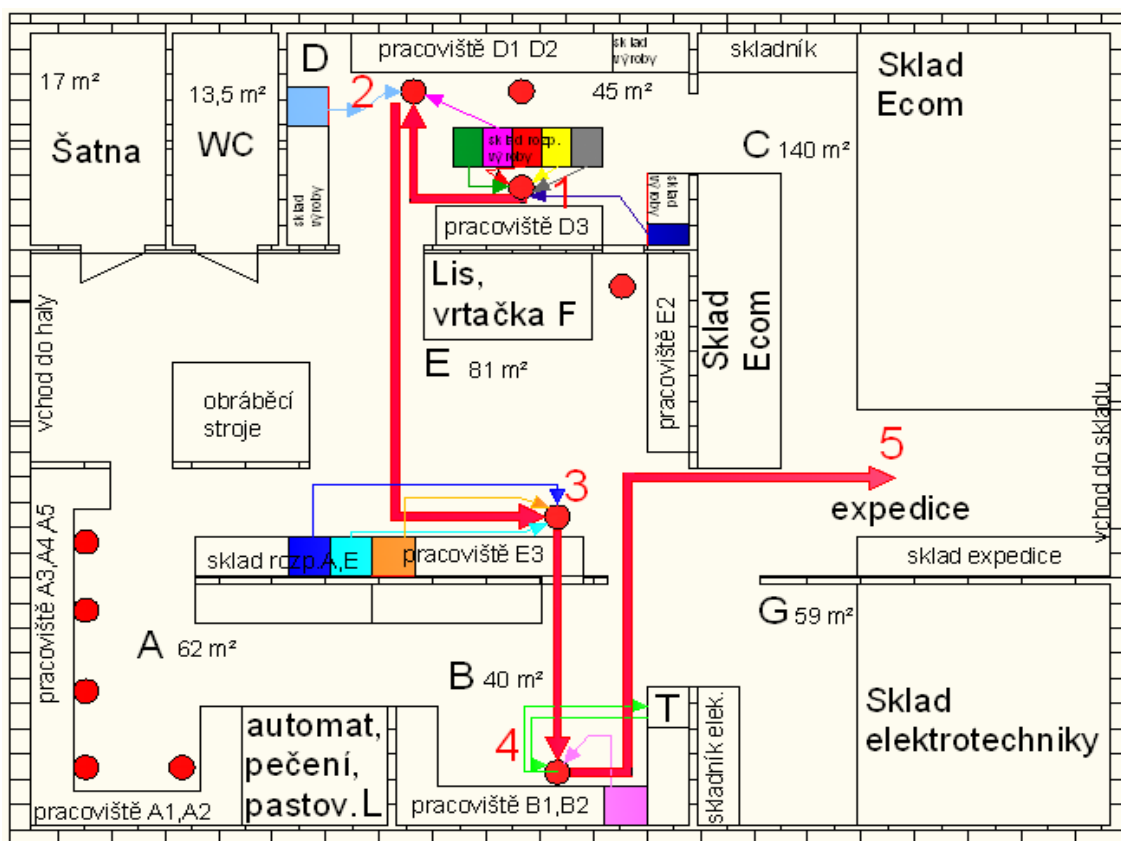 D
pracoviště D1 D2
sklad
výroby
skladník
Sklad
Ecom
17 m²
13,5 m²
2
45 m²
Šatna
WC
sklad rozp.
výroby
C 140 m²
sklad
výroby
sklad
výroby
1
pracoviště D3
vchod do haly
Lis,
vrtačka F
pracoviště E2
Sklad
Ecom
E 81 m²
vchod do skladu
obráběcí
stroje
5
3
expedice
pracoviště A3,A4 A5
sklad rozp.A,E
pracoviště E3
sklad expedice
A 62 m²
G 59 m²
B 40 m²
T
skladník elek.
Sklad
elektrotechniky
automat,
pečení,
pastov.L
4
pracoviště A1,A2
pracoviště B1,B2